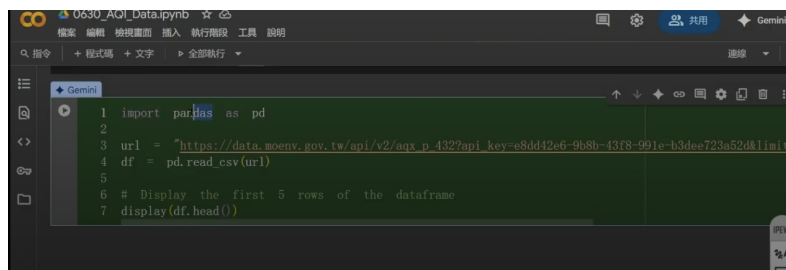 0630_AQI_Data.ipynb
檔案 編輯 檢視畫面 插入 執行階段 工具 說明
共用
Gemini
指令 + 程式碼 + 文字 全部執行
連線
Gemini
1 import pandas as pd
2
3 url = "https://data.moenv.gov.tw/api/v2/aqx_p_432?api_key=e8dd42e6-9b8b-43f8-991e-b3dee723a52d&limit
4 df = pd.read_csv(url)
5
6 # Display the first 5 rows of the dataframe
7 display(df.head())